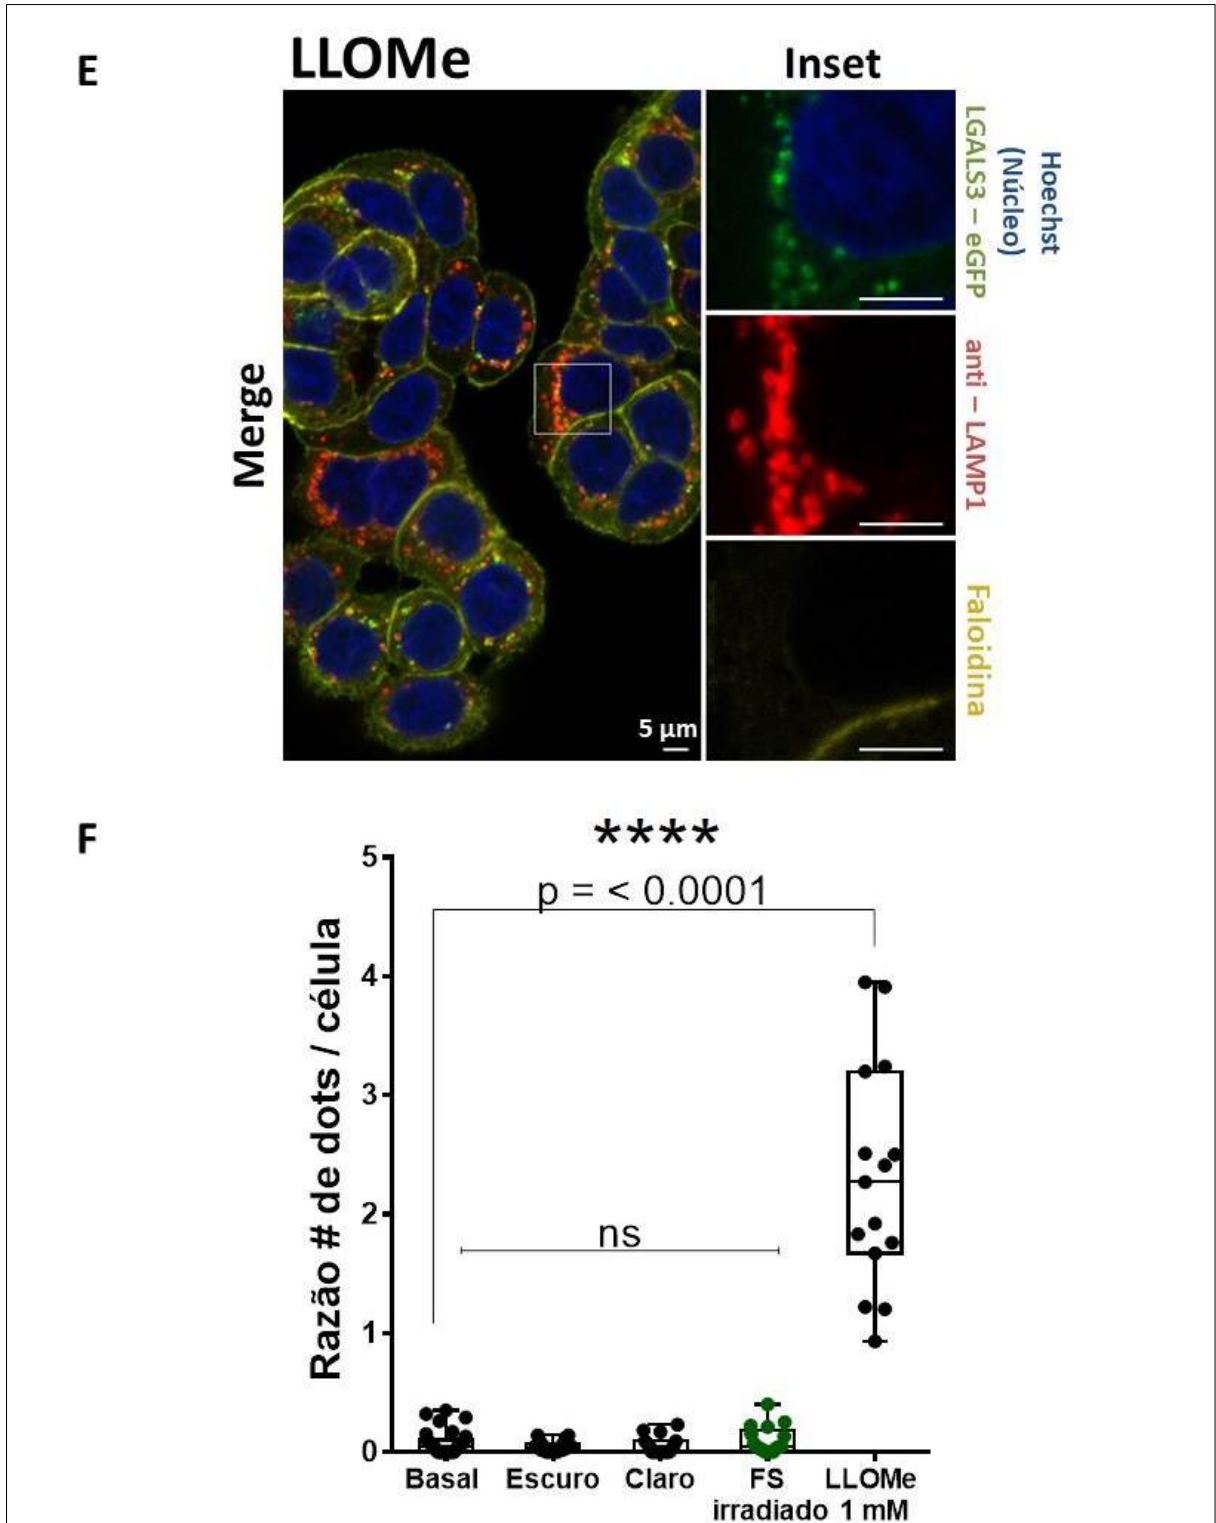 E
LLOMe
Inset
Merge
Hoechst
(Núcleo)
LGALS3 – eGFP
anti – LAMP1
Faloidina
5 µm
F
****
p = < 0.0001
ns
Razão # de dots / célula
5
4
3
2
1
0
Basal
Escuro
Claro
FS
irradiado
LLOMe
1 mM